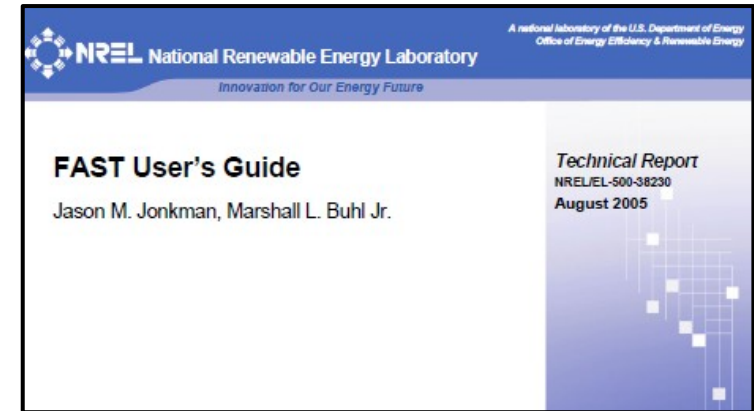 A national laboratory of the U.S. Department of Energy
Office of Energy Efficiency & Renewable Energy
NREL National Renewable Energy Laboratory
Innovation for Our Energy Future
FAST User's Guide
Jason M. Jonkman, Marshall L. Buhl Jr.
Technical Report
NREL/EL-500-38230
August 2005